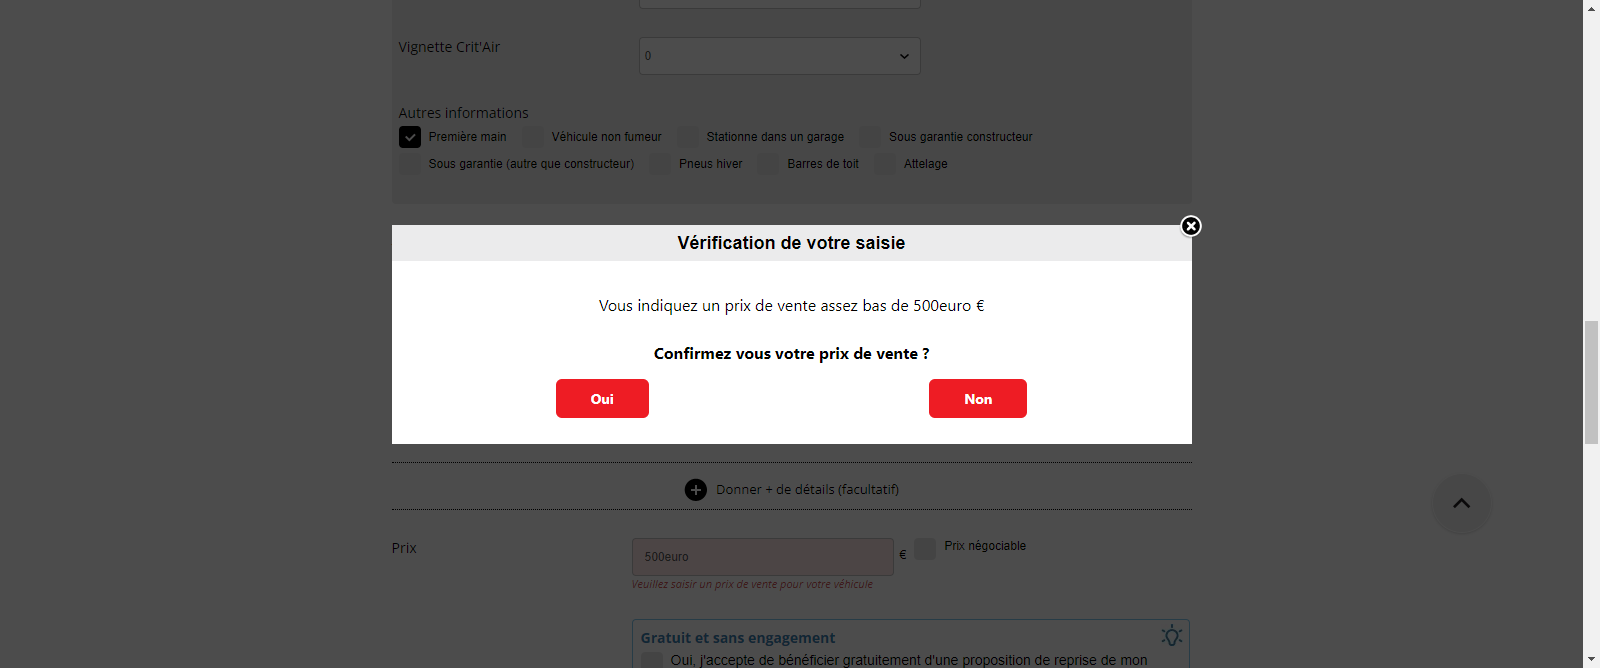 Vignette Crit'Air
0
Autres informations
Première main Véhicule non fumeur Stationne dans un garage Sous garantie constructeur
Sous garantie (autre que constructeur) Pneus hiver Barres de toit Attelage
Vérification de votre saisie
Vous indiquez un prix de vente assez bas de 500euro €
Confirmez vous votre prix de vente ?
Oui Non
Donner + de détails (facultatif)
Prix 500euro € Prix négociable
Veuillez saisir un prix de vente pour votre véhicule
Gratuit et sans engagement
Oui, j'accepte de bénéficier gratuitement d'une proposition de reprise de mon